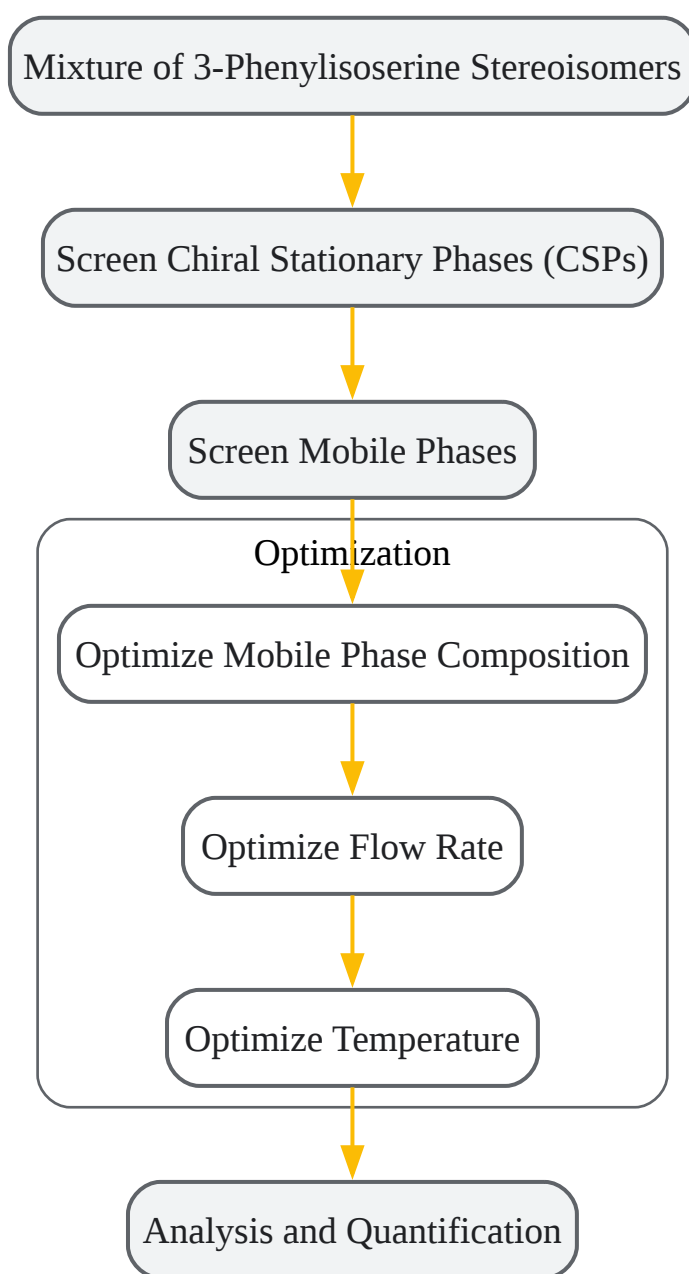 Mixture of 3-Phenylisoserine Stereoisomers
Screen Chiral Stationary Phases (CSPs)
Screen Mobile Phases
Optimization
Optimize Mobile Phase Composition
Optimize Flow Rate
Optimize Temperature
Analysis and Quantification